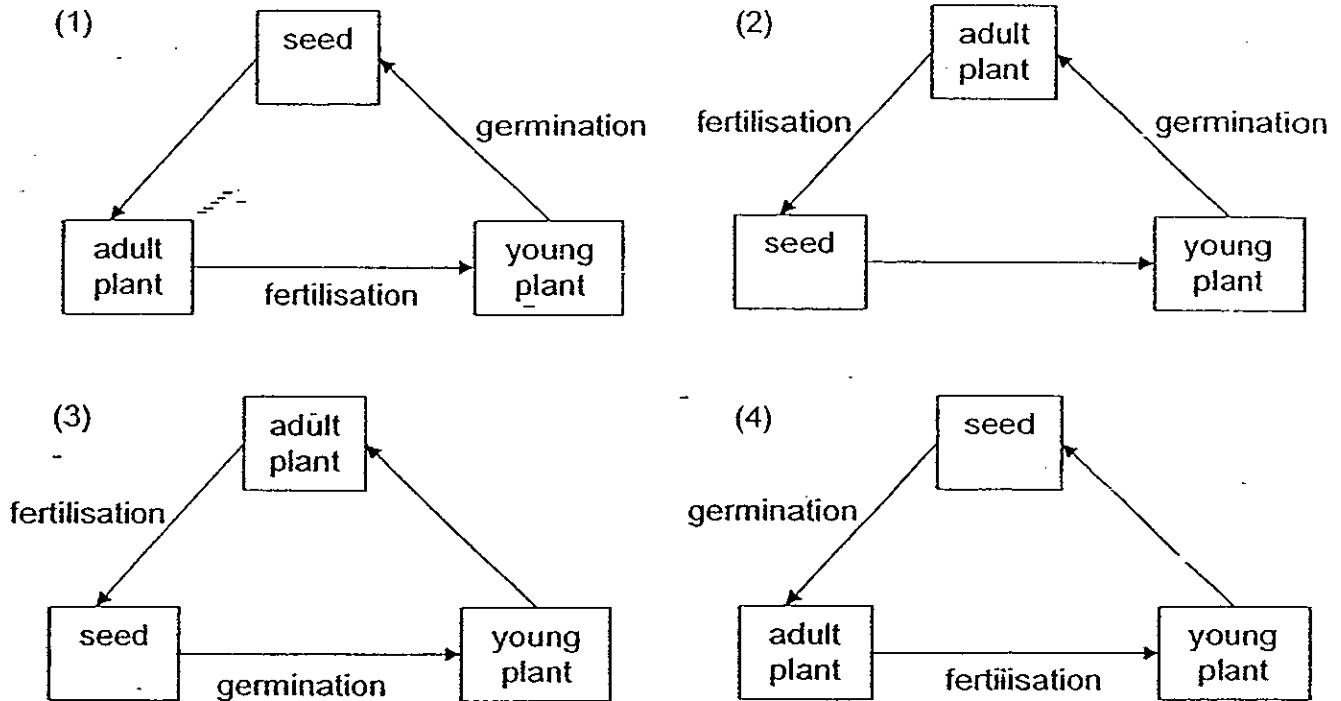 (1)
seed
germination
adult
plant
fertilisation
young
plant
(2)
adult
plant
fertilisation
germination
seed
young
plant
(3)
adult
plant
fertilisation
seed
germination
young
plant
(4)
seed
germination
adult
plant
fertilisation
young
plant